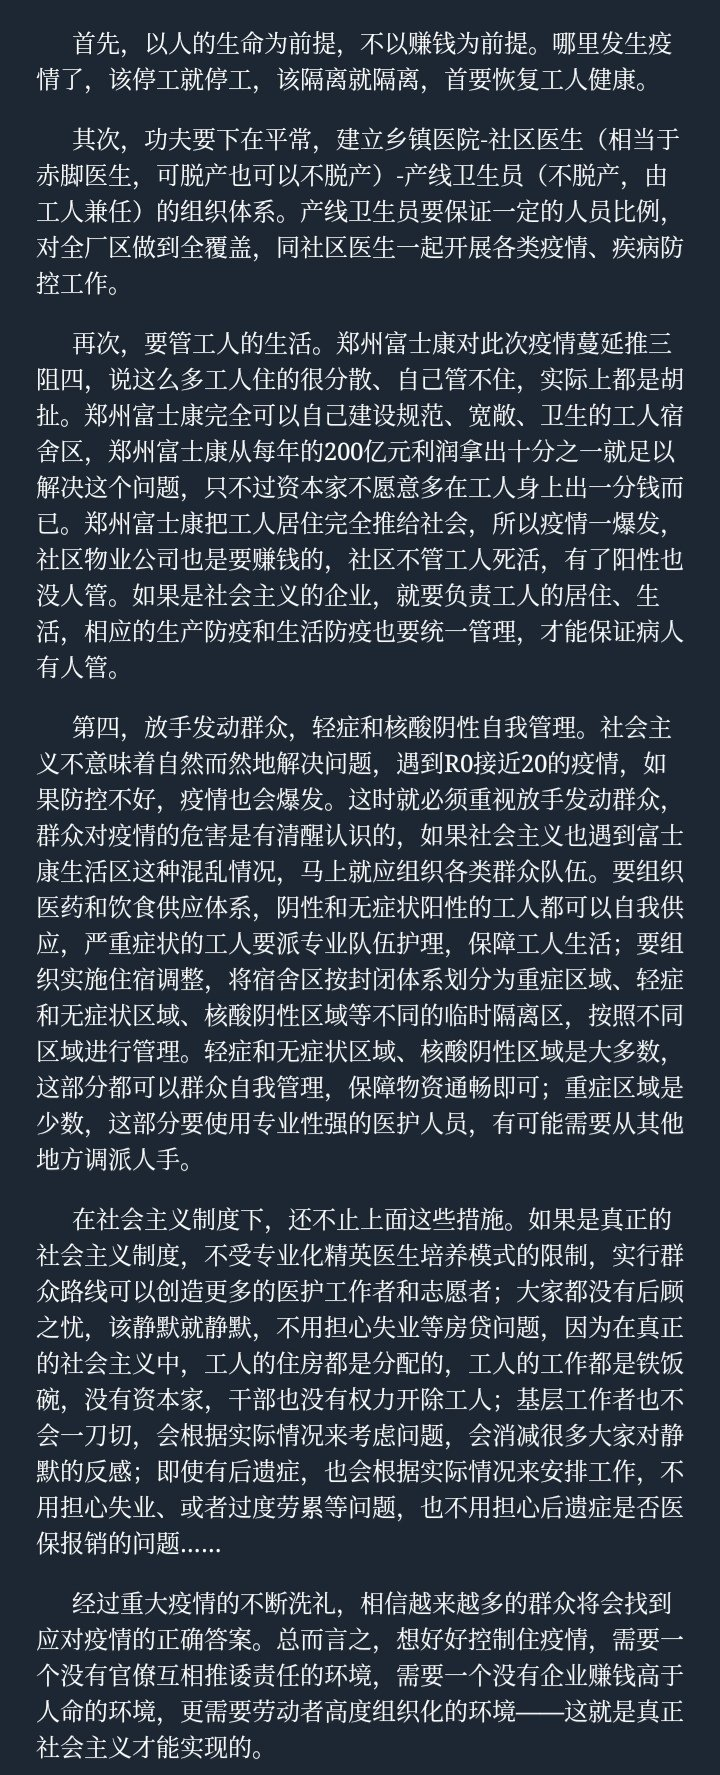 首先，以人的生命为前提，不以赚钱为前提。哪里发生疫
情了，该停工就停工，该隔离就隔离，首要恢复工人健康。
其次，功夫要下在平常，建立乡镇医院-社区医生（相当于
赤脚医生，可脱产也可以不脱产）-产线卫生员（不脱产，由
工人兼任）的组织体系。产线卫生员要保证一定的人员比例，
对全厂区做到全覆盖，同社区医生一起开展各类疫情、疾病防
控工作。
再次，要管工人的生活。郑州富士康对此次疫情蔓延推三
阻四，说这么多工人住的很分散、自己管不住，实际上都是胡
扯。郑州富士康完全可以自己建设规范、宽敞、卫生的工人宿
舍区，郑州富士康从每年的200亿元利润拿出十分之一就足以
解决这个问题，只不过资本家不愿意多在工人身上出一分钱而
已。郑州富士康把工人居住完全推给社会，所以疫情一爆发，
社区物业公司也是要赚钱的，社区不管工人死活，有了阳性也
没人管。如果是社会主义的企业，就要负责工人的居住、生
活，相应的生产防疫和生活防疫也要统一管理，才能保证病人
有人管。
第四，放手发动群众，轻症和核酸阴性自我管理。社会主
义不意味着自然而然地解决问题，遇到R0接近20的疫情，如
果防控不好，疫情也会爆发。这时就必须重视放手发动群众，
群众对疫情的危害是有清醒认识的，如果社会主义也遇到富士
康生活区这种混乱情况，马上就应组织各类群众队伍。要组织
医药和饮食供应体系，阴性和无症状阳性的工人都可以自我供
应，严重症状的工人要派专业队伍护理，保障工人生活；要组
织实施住宿调整，将宿舍区按封闭体系划分为重症区域、轻症
和无症状区域、核酸阴性区域等不同的临时隔离区，按照不同
区域进行管理。轻症和无症状区域、核酸阴性区域是大多数，
这部分都可以群众自我管理，保障物资通畅即可；重症区域是
少数，这部分要使用专业性强的医护人员，有可能需要从其他
地方调派人手。
在社会主义制度下，还不止上面这些措施。如果是真正的
社会主义制度，不受专业化精英医生培养模式的限制，实行群
众路线可以创造更多的医护工作者和志愿者；大家都没有后顾
之忧，该静默就静默，不用担心失业等房贷问题，因为在真正
的社会主义中，工人的住房都是分配的，工人的工作都是铁饭
碗，没有资本家，干部也没有权力开除工人；基层工作者也不
会一刀切，会根据实际情况来考虑问题，会消减很多大家对静
默的反感；即使有后遗症，也会根据实际情况来安排工作，不
用担心失业、或者过度劳累等问题，也不用担心后遗症是否医
保报销的问题……
经过重大疫情的不断洗礼，相信越来越多的群众将会找到
应对疫情的正确答案。总而言之，想好好控制住疫情，需要一
个没有官僚互相推诿责任的环境，需要一个没有企业赚钱高于
人命的环境，更需要劳动者高度组织化的环境——这就是真正
社会主义才能实现的。